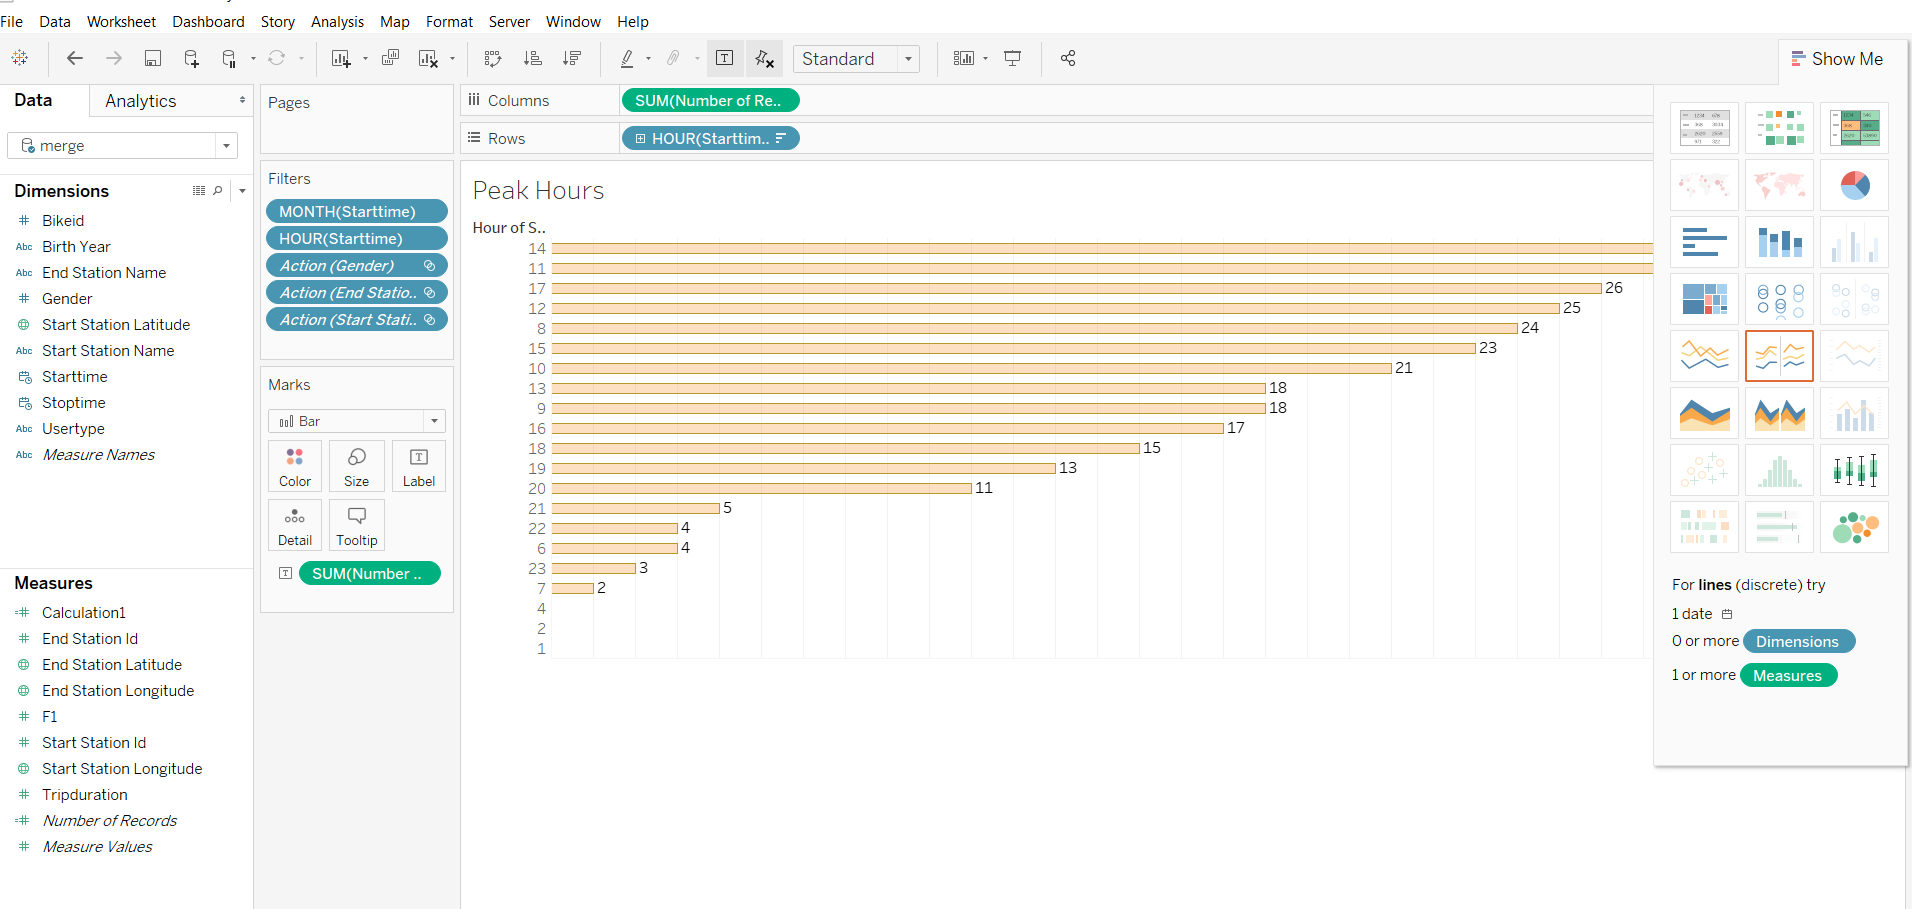 File Data Worksheet Dashboard Story Analysis Map Format Server Window Help
Standard
Show Me
Data Analytics
merge
Dimensions
# Bikeid
Abc Birth Year
Abc End Station Name
# Gender
Start Station Latitude
Abc Start Station Name
Starttime
Stoptime
Abc Usertype
Abc Measure Names
Measures
=# Calculation1
# End Station Id
End Station Latitude
End Station Longitude
# F1
# Start Station Id
Start Station Longitude
# Tripduration
=# Number of Records
# Measure Values
Pages
Filters
MONTH(Starttime)
HOUR(Starttime)
Action (Gender)
Action (End Statio..
Action (Start Stati..
Marks
Bar
Color Size Label
Detail Tooltip
SUM(Number ..
Columns SUM(Number of Re..
Rows HOUR(Starttim..
Peak Hours
Hour of S..
14
11
17 26
12 25
8 24
15 23
10 21
13 18
9 18
16 17
18 15
19 13
20 11
21 5
22 4
6 4
23 3
7 2
4
2
1
For lines (discrete) try
1 date
0 or more Dimensions
1 or more Measures